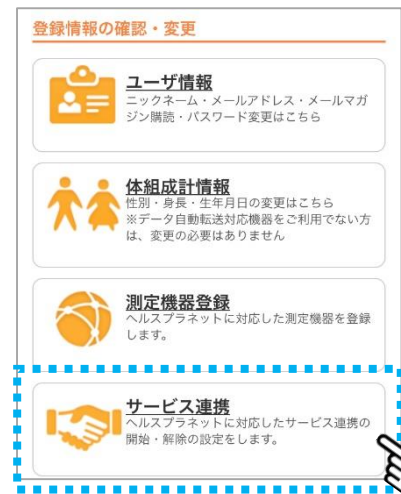 登録情報の確認・変更
ユーザ情報
ニックネーム・メールアドレス・メールマガ
ジン購読・パスワード変更はこちら
体組成計情報
性別・身長・生年月日の変更はこちら
※データ自動転送対応機器をご利用でない方
は、変更の必要はありません
測定機器登録
ヘルスプラネットに対応した測定機器を登録
します。
サービス連携
ヘルスプラネットに対応したサービス連携の
開始・解除の設定をします。